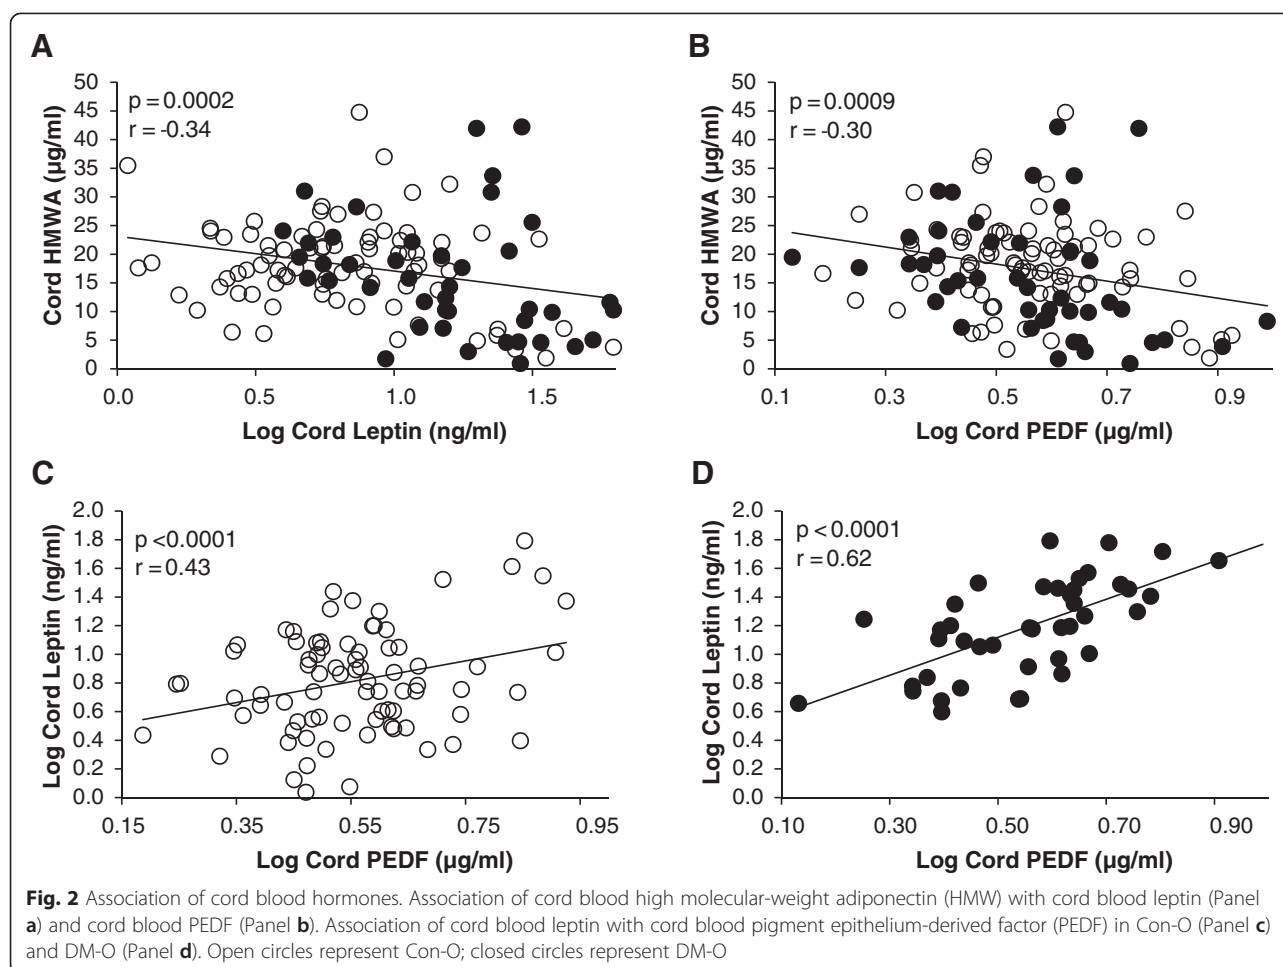 A
p = 0.0002
r = -0.34
Cord HMWA (µg/ml)
50
45
40
35
30
25
20
15
10
5
0
0.0 0.5 1.0 1.5
Log Cord Leptin (ng/ml)
B
p = 0.0009
r = -0.30
Cord HMWA (µg/ml)
50
45
40
35
30
25
20
15
10
5
0
0.1 0.3 0.5 0.7 0.9
Log Cord PEDF (µg/ml)
C
p <0.0001
r = 0.43
Log Cord Leptin (ng/ml)
2.0
1.8
1.6
1.4
1.2
1.0
0.8
0.6
0.4
0.2
0.0
0.15 0.35 0.55 0.75 0.95
Log Cord PEDF (µg/ml)
D
p < 0.0001
r = 0.62
Log Cord Leptin (ng/ml)
2.0
1.8
1.6
1.4
1.2
1.0
0.8
0.6
0.4
0.2
0.0
0.10 0.30 0.50 0.70 0.90
Log Cord PEDF (µg/ml)
Fig. 2 Association of cord blood hormones. Association of cord blood high molecular-weight adiponectin (HMW) with cord blood leptin (Panel
a) and cord blood PEDF (Panel b). Association of cord blood leptin with cord blood pigment epithelium-derived factor (PEDF) in Con-O (Panel c)
and DM-O (Panel d). Open circles represent Con-O; closed circles represent DM-O